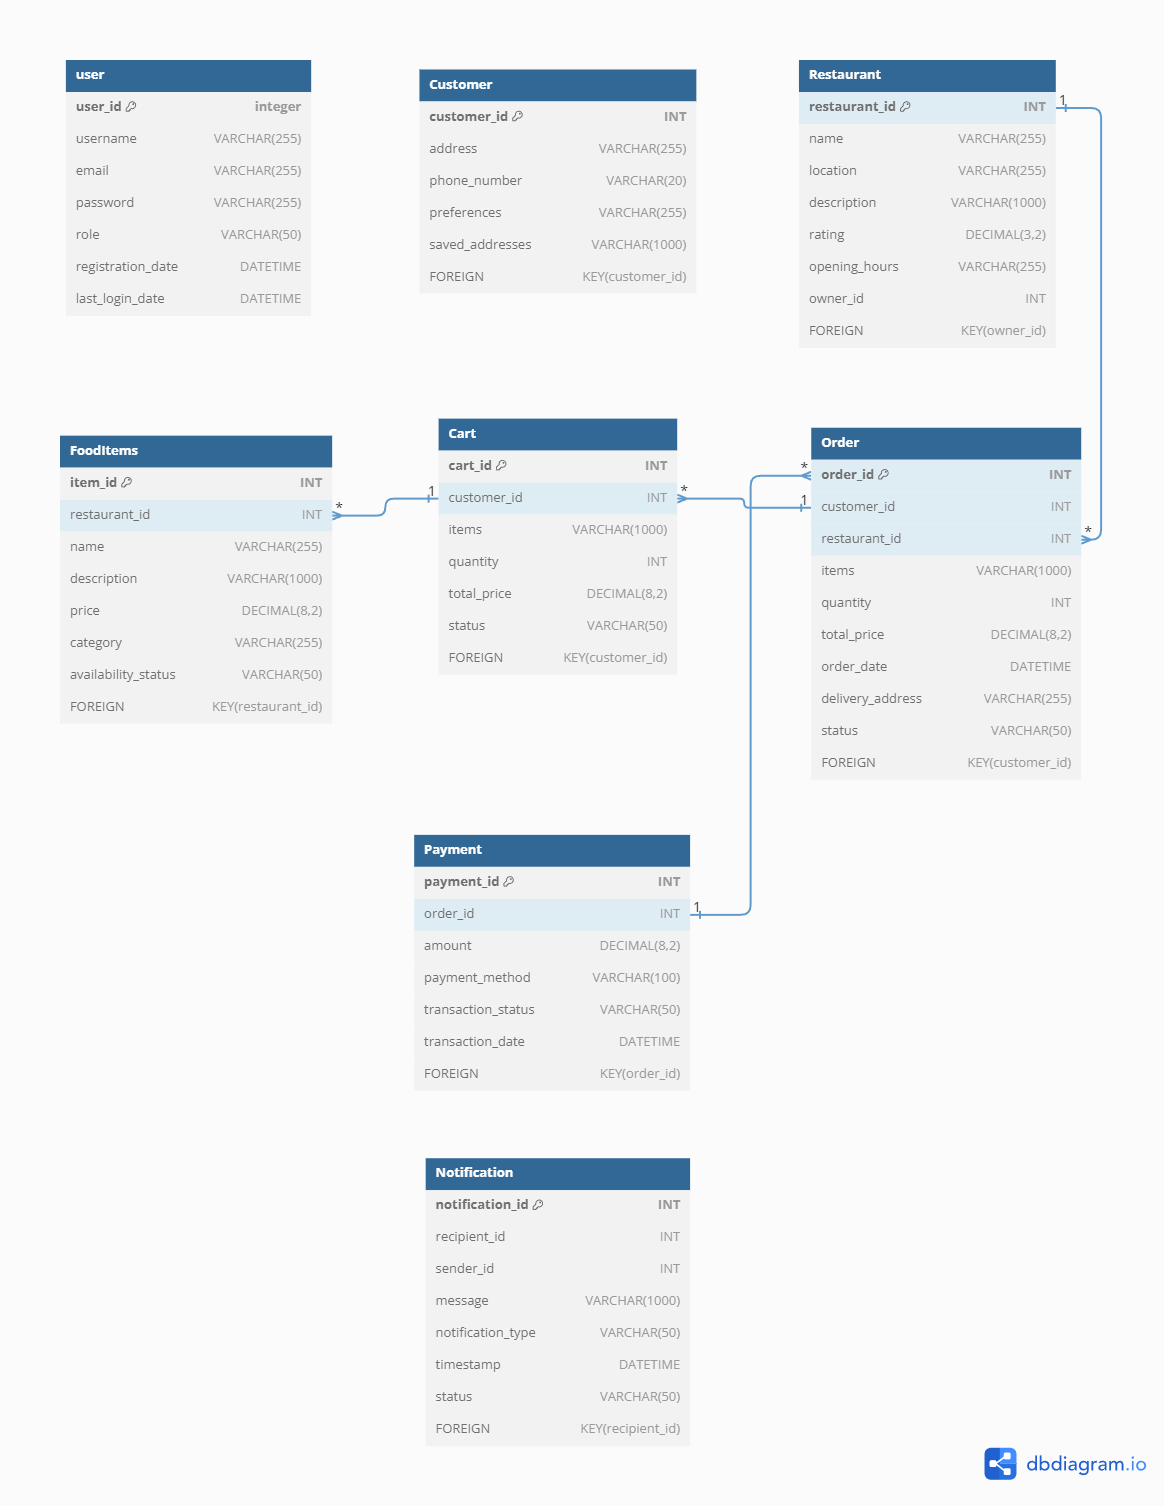 user
user_id integer
username VARCHAR(255)
email VARCHAR(255)
password VARCHAR(255)
role VARCHAR(50)
registration_date DATETIME
last_login_date DATETIME
Customer
customer_id INT
address VARCHAR(255)
phone_number VARCHAR(20)
preferences VARCHAR(255)
saved_addresses VARCHAR(1000)
FOREIGN KEY(customer_id)
Restaurant
restaurant_id INT
name VARCHAR(255)
location VARCHAR(255)
description VARCHAR(1000)
rating DECIMAL(3,2)
opening_hours VARCHAR(255)
owner_id INT
FOREIGN KEY(owner_id)
1
FoodItems
item_id INT
restaurant_id INT
name VARCHAR(255)
description VARCHAR(1000)
price DECIMAL(8,2)
category VARCHAR(255)
availability_status VARCHAR(50)
FOREIGN KEY(restaurant_id)
*
1
Cart
cart_id INT
customer_id INT
items VARCHAR(1000)
quantity INT
total_price DECIMAL(8,2)
status VARCHAR(50)
FOREIGN KEY(customer_id)
*
*
1
Order
order_id INT
customer_id INT
restaurant_id INT
items VARCHAR(1000)
quantity INT
total_price DECIMAL(8,2)
order_date DATETIME
delivery_address VARCHAR(255)
status VARCHAR(50)
FOREIGN KEY(customer_id)
*
Payment
payment_id INT
order_id INT
amount DECIMAL(8,2)
payment_method VARCHAR(100)
transaction_status VARCHAR(50)
transaction_date DATETIME
FOREIGN KEY(order_id)
1
Notification
notification_id INT
recipient_id INT
sender_id INT
message VARCHAR(1000)
notification_type VARCHAR(50)
timestamp DATETIME
status VARCHAR(50)
FOREIGN KEY(recipient_id)
dbdiagram.io